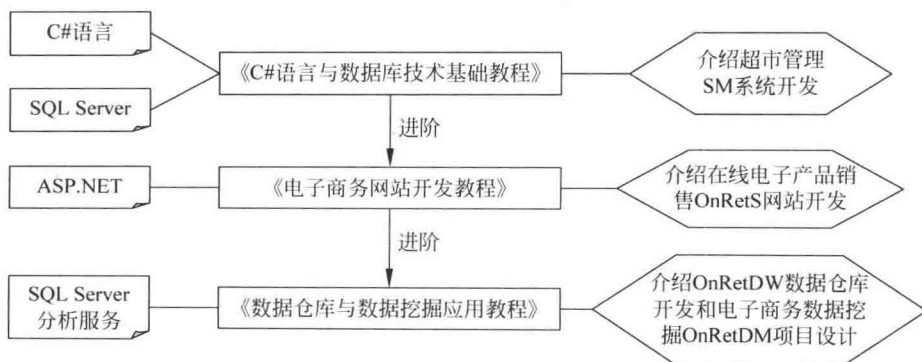 C#语言
SQL Server
《C#语言与数据库技术基础教程》
介绍超市管理
SM系统开发
进阶
ASP.NET
《电子商务网站开发教程》
介绍在线电子产品销
售OnRetS网站开发
进阶
SQL Server
分析服务
《数据仓库与数据挖掘应用教程》
介绍OnRetDW数据仓库
开发和电子商务数据挖
掘OnRetDM项目设计